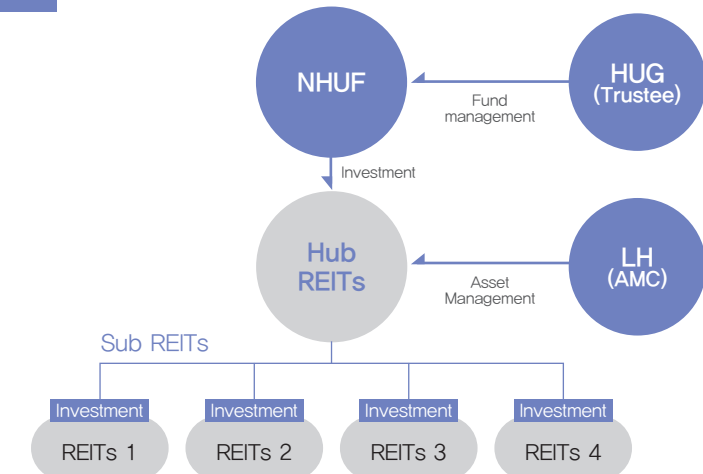 NHUF
HUG
(Trustee)
Fund
management
Investment
Hub
REITs
LH
(AMC)
Asset
Management
Sub REITs
Investment
Investment
Investment
Investment
REITs 1
REITs 2
REITs 3
REITs 4